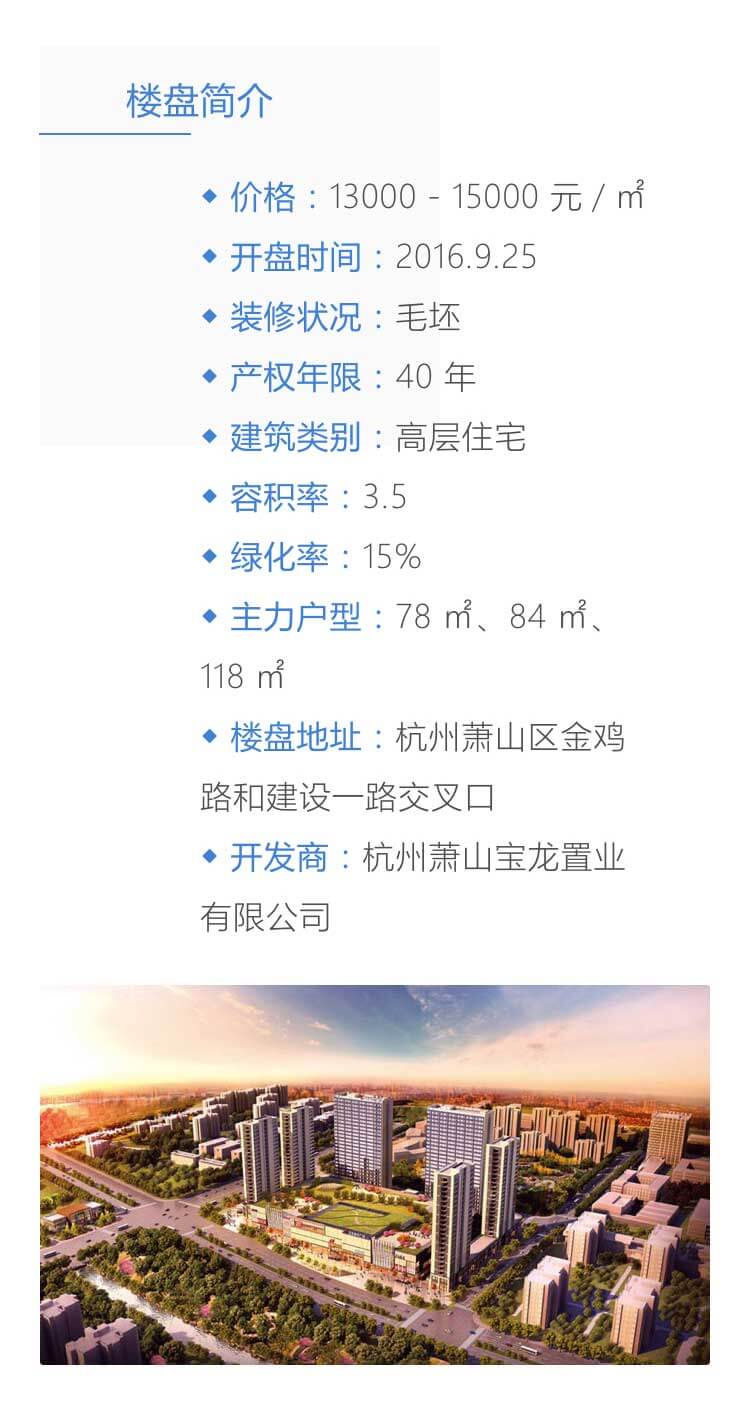 楼盘简介
◆ 价格：13000 - 15000 元 / ㎡
◆ 开盘时间：2016.9.25
◆ 装修状况：毛坯
◆ 产权年限：40 年
◆ 建筑类别：高层住宅
◆ 容积率：3.5
◆ 绿化率：15%
◆ 主力户型：78 ㎡、84 ㎡、
118 ㎡
◆ 楼盘地址：杭州萧山区金鸡
路和建设一路交叉口
◆ 开发商：杭州萧山宝龙置业
有限公司